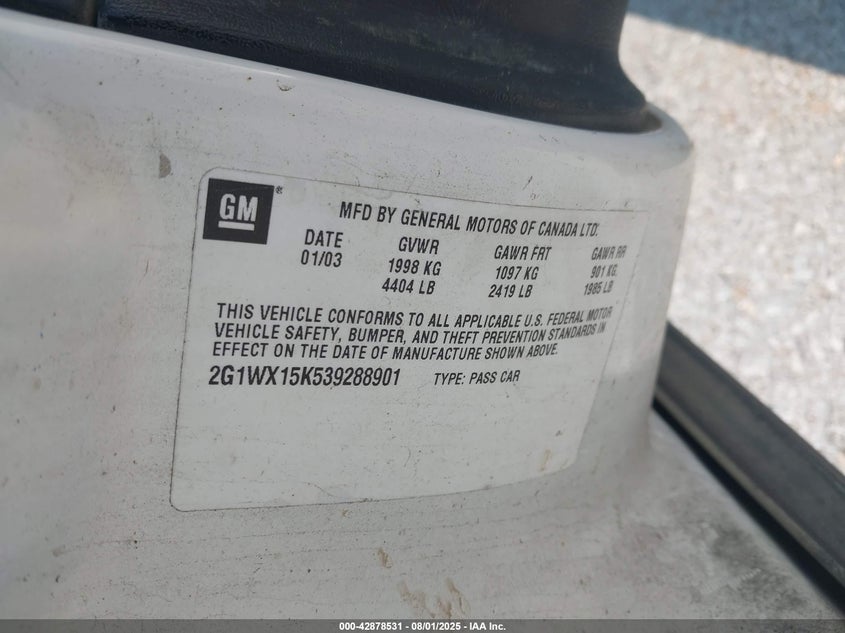 GM ®
MFD BY GENERAL MOTORS OF CANADA LTD.
DATE GVWR GAWR FRT GAWR RR
01/03 1998 KG 1097 KG 901 KG.
4404 LB 2419 LB 1985 LB
THIS VEHICLE CONFORMS TO ALL APPLICABLE U.S. FEDERAL MOTOR
VEHICLE SAFETY, BUMPER, AND THEFT PREVENTION STANDARDS IN
EFFECT ON THE DATE OF MANUFACTURE SHOWN ABOVE.
2G1WX15K539288901 TYPE: PASS CAR
000-42878531 - 08/01/2025 - IAA Inc.